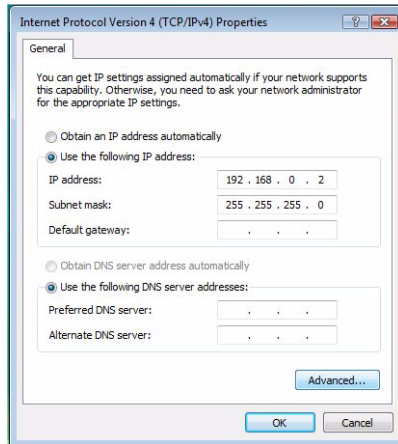 Internet Protocol Version 4 (TCP/IPv4) Properties
General
You can get IP settings assigned automatically if your network supports
this capability. Otherwise, you need to ask your network administrator
for the appropriate IP settings.
Obtain an IP address automatically
Use the following IP address:
IP address: 192 . 168 . 0 . 2
Subnet mask: 255 . 255 . 255 . 0
Default gateway: . . .
Obtain DNS server address automatically
Use the following DNS server addresses:
Preferred DNS server: . . .
Alternate DNS server: . . .
Advanced...
OK Cancel